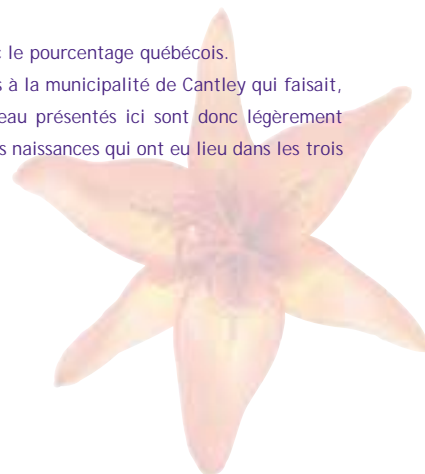 le pourcentage québécois.
à la municipalité de Cantley qui faisait,
présentés ici sont donc légèrement
naissances qui ont eu lieu dans les trois